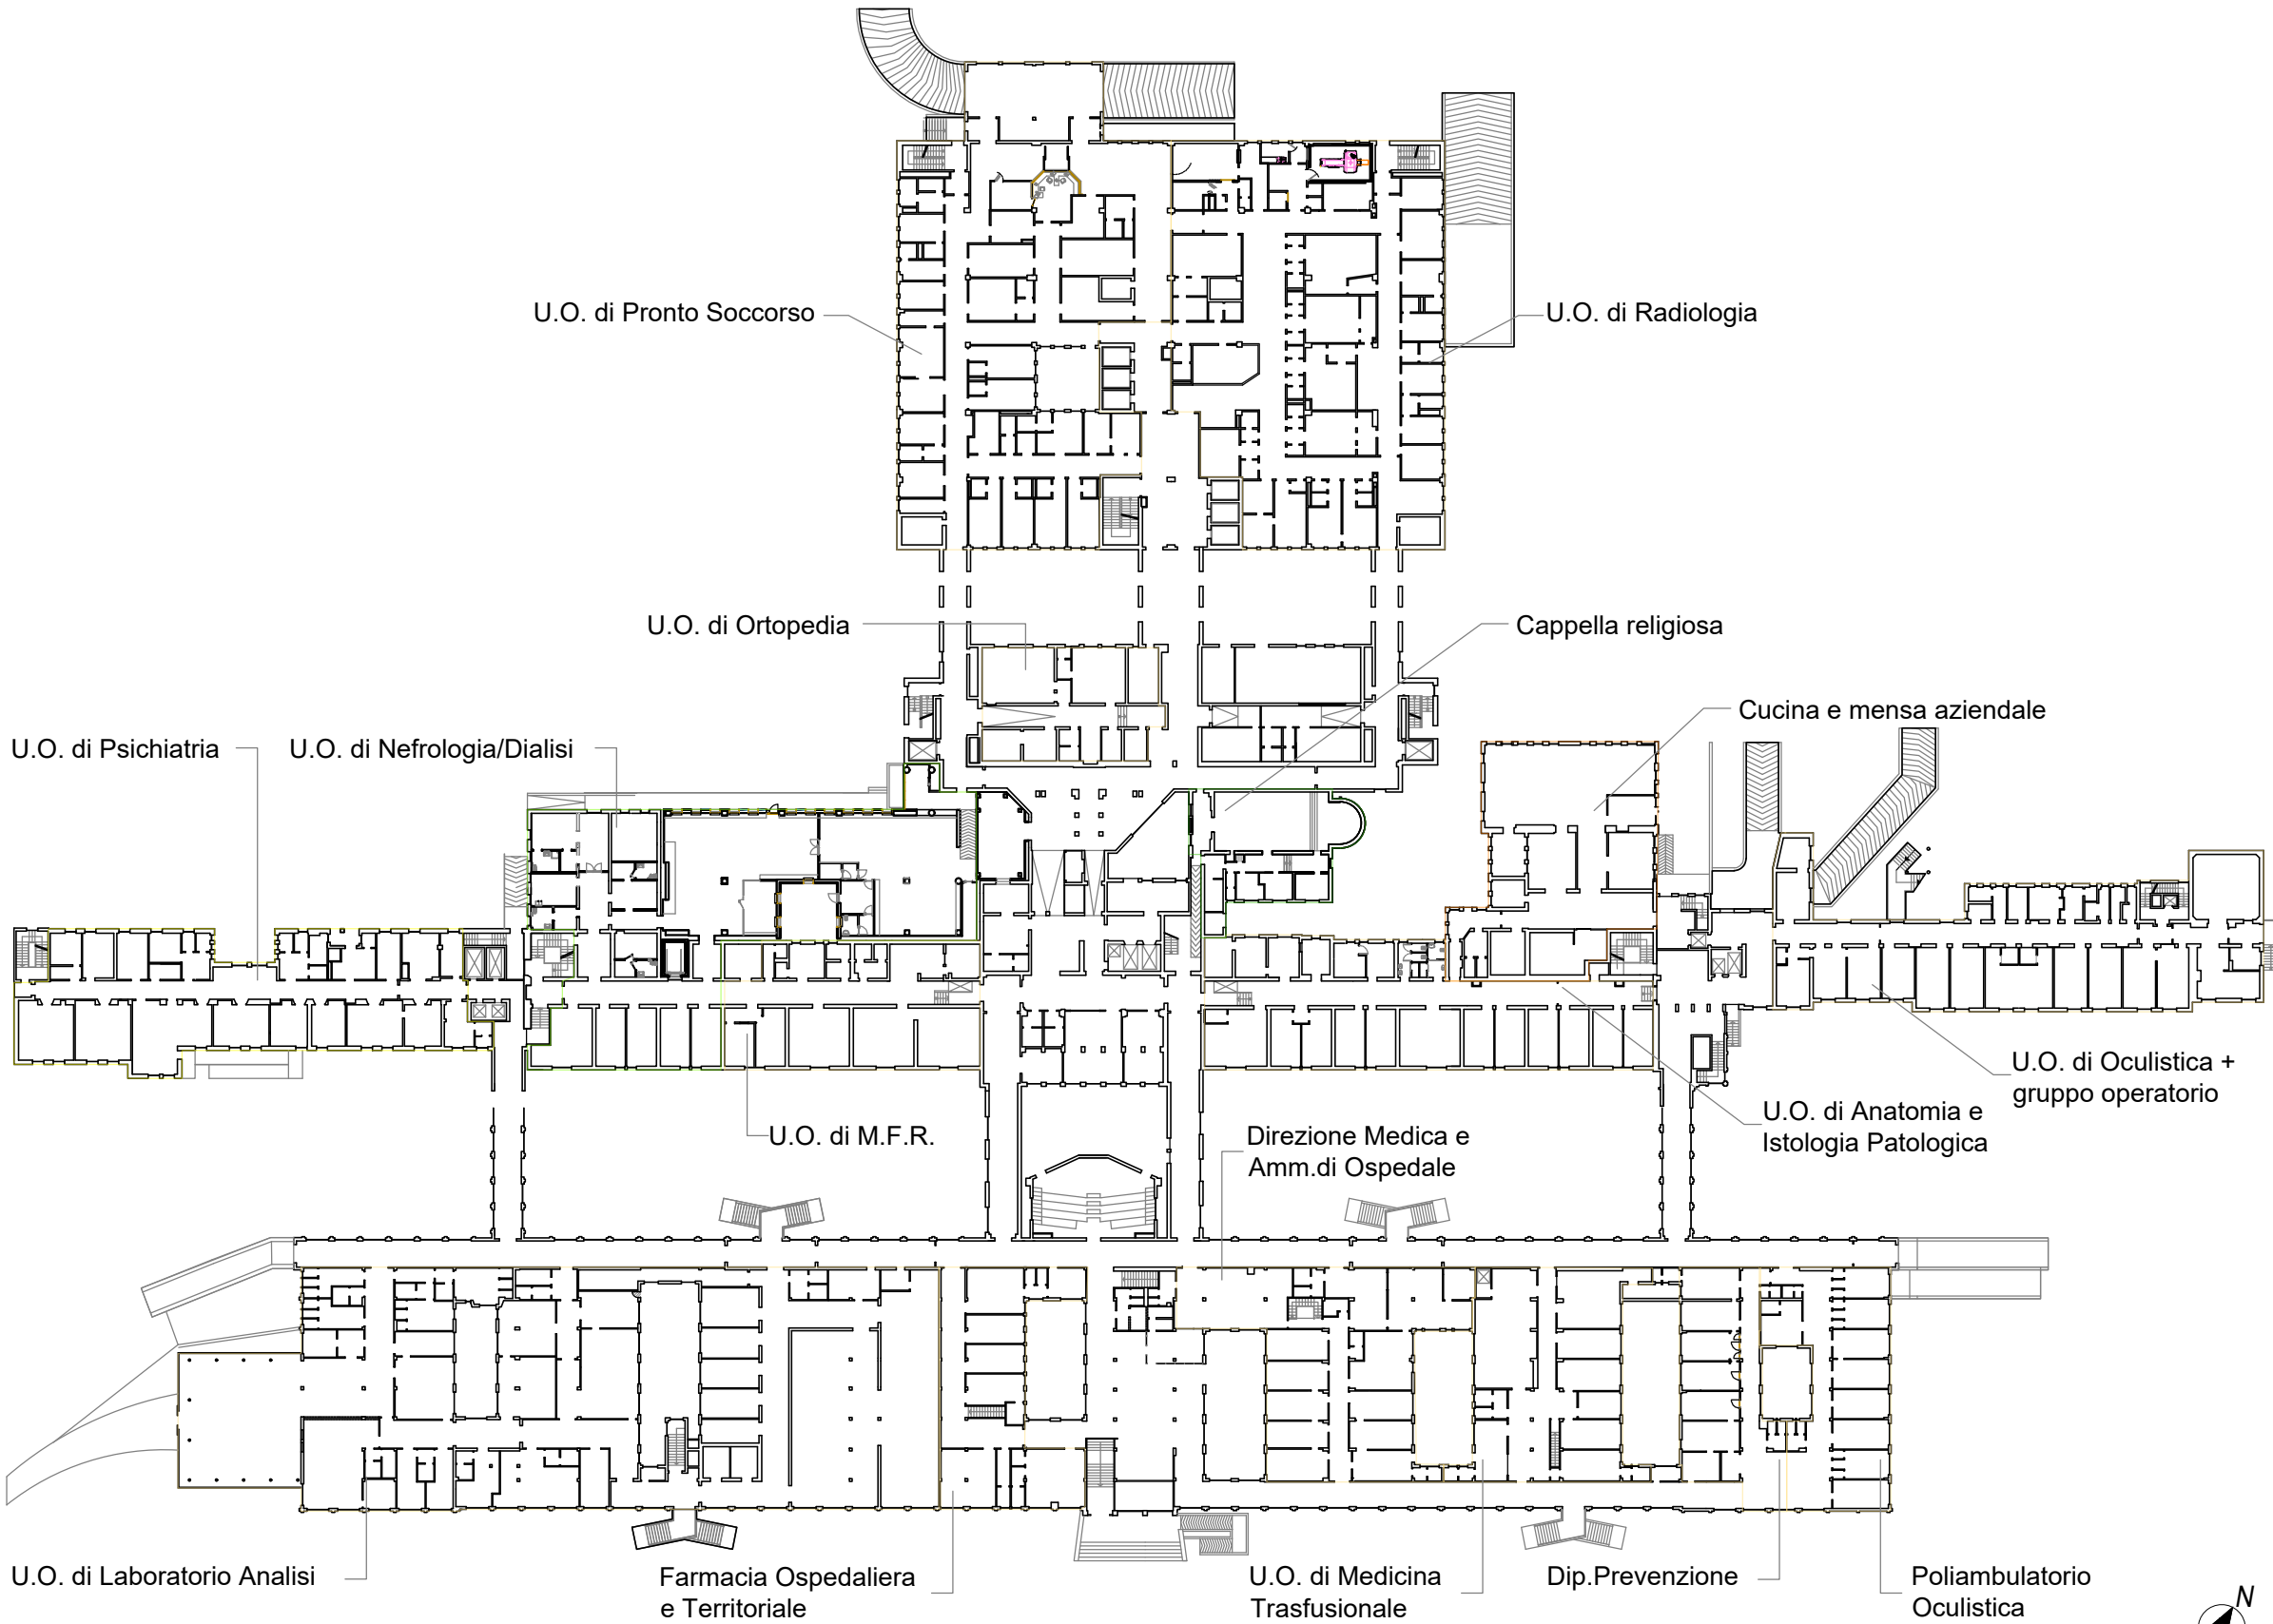 U.O. di Pronto Soccorso
U.O. di Radiologia
U.O. di Ortopedia
Cappella religiosa
Cucina e mensa aziendale
U.O. di Psichiatria
U.O. di Nefrologia/Dialisi
U.O. di Oculistica +
gruppo operatorio
U.O. di Anatomia e
Istologia Patologica
U.O. di M.F.R.
Direzione Medica e
Amm.di Ospedale
U.O. di Laboratorio Analisi
Farmacia Ospedaliera
e Territoriale
U.O. di Medicina
Trasfusionale
Dip.Prevenzione
Poliambulatorio
Oculistica
N